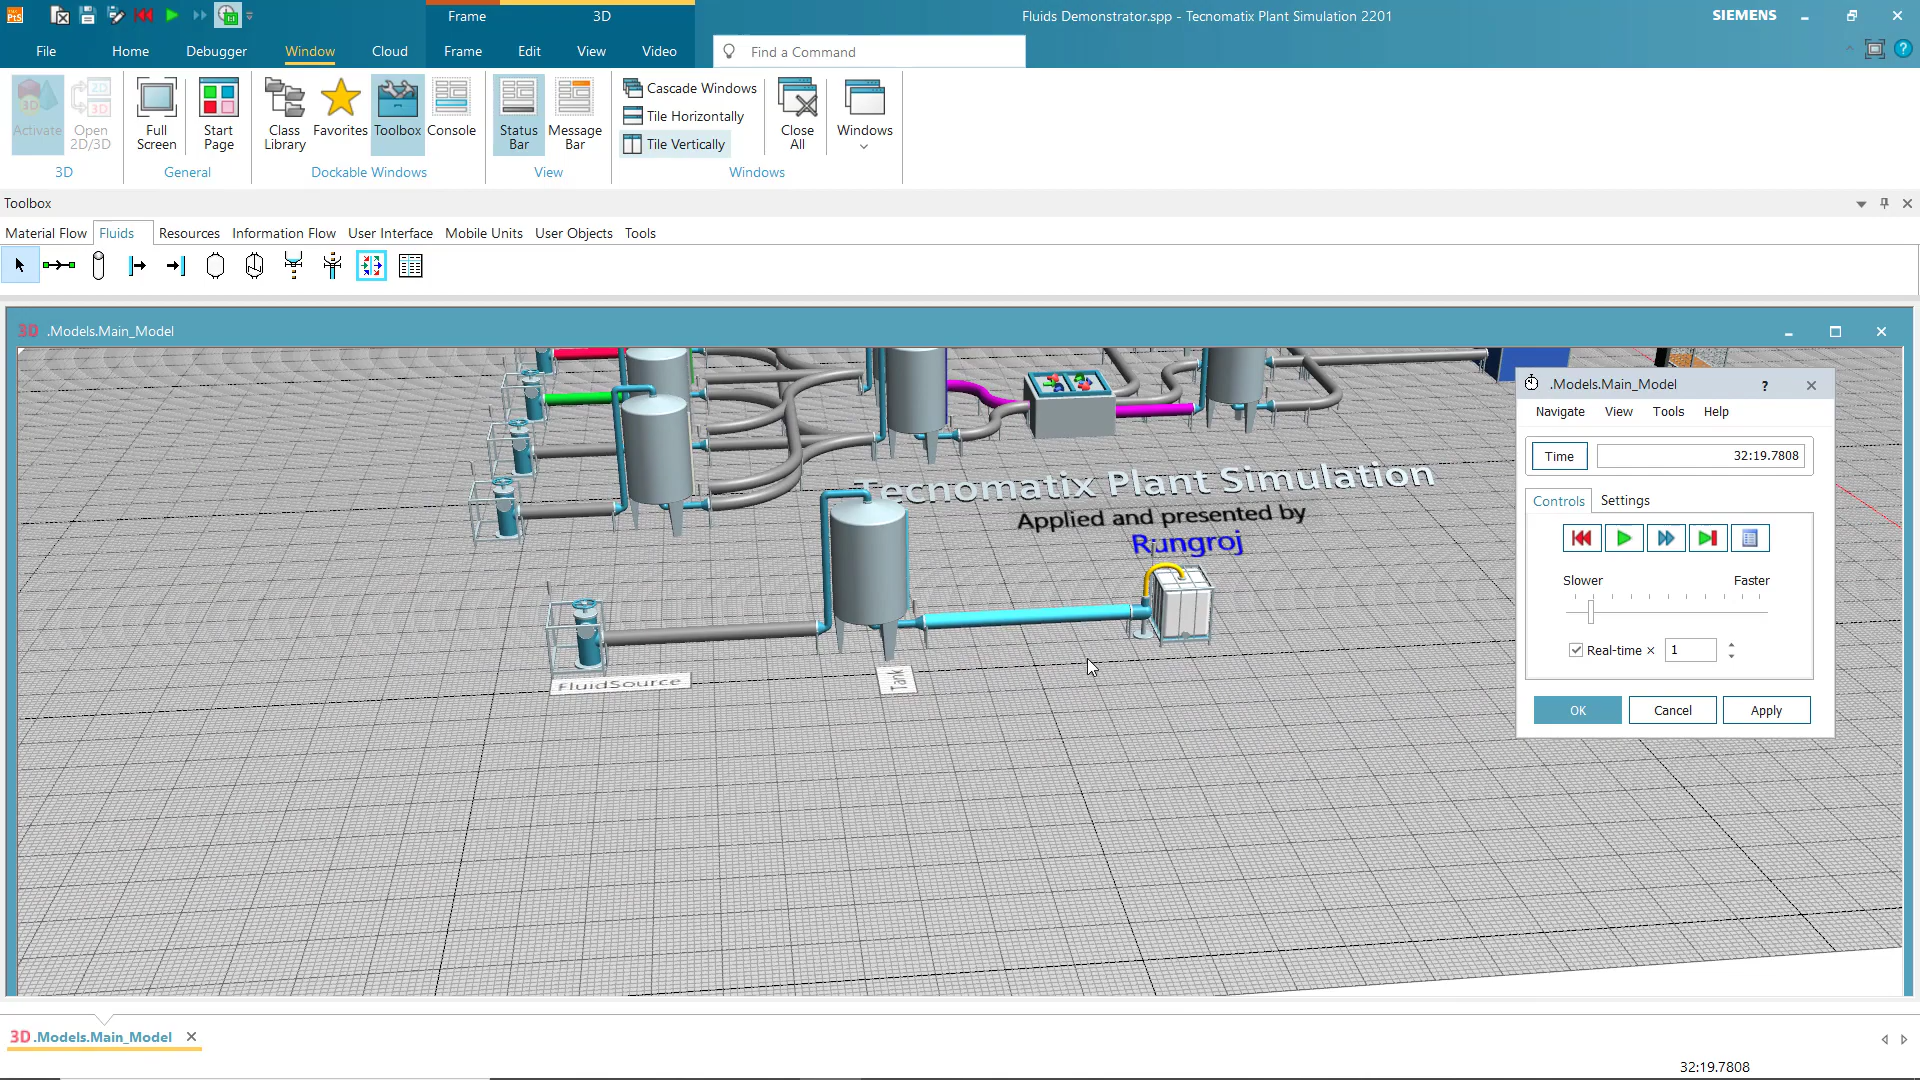 Frame
3D
Fluids Demonstrator.spp - Tecnomatix Plant Simulation 2201
SIEMENS
File
Home
Debugger
Window
Cloud
Frame
Edit
View
Video
Find a Command
Activate
Open
2D/3D
Full
Screen
Start
Page
Class
Library
Favorites
Toolbox
Console
Status
Bar
Message
Bar
Cascade Windows
Tile Horizontally
Tile Vertically
Close
All
Windows
3D
General
Dockable Windows
View
Windows
Toolbox
Material Flow
Fluids
Resources
Information Flow
User Interface
Mobile Units
User Objects
Tools
3D .Models.Main_Model
Tecnomatix Plant Simulation
Applied and presented by
Rungroj
FluidSource
Tank
.Models.Main_Model
?
Navigate
View
Tools
Help
Time
32:19.7808
Controls
Settings
Slower
Faster
Real-time ×
1
OK
Cancel
Apply
3D .Models.Main_Model
32:19.7808